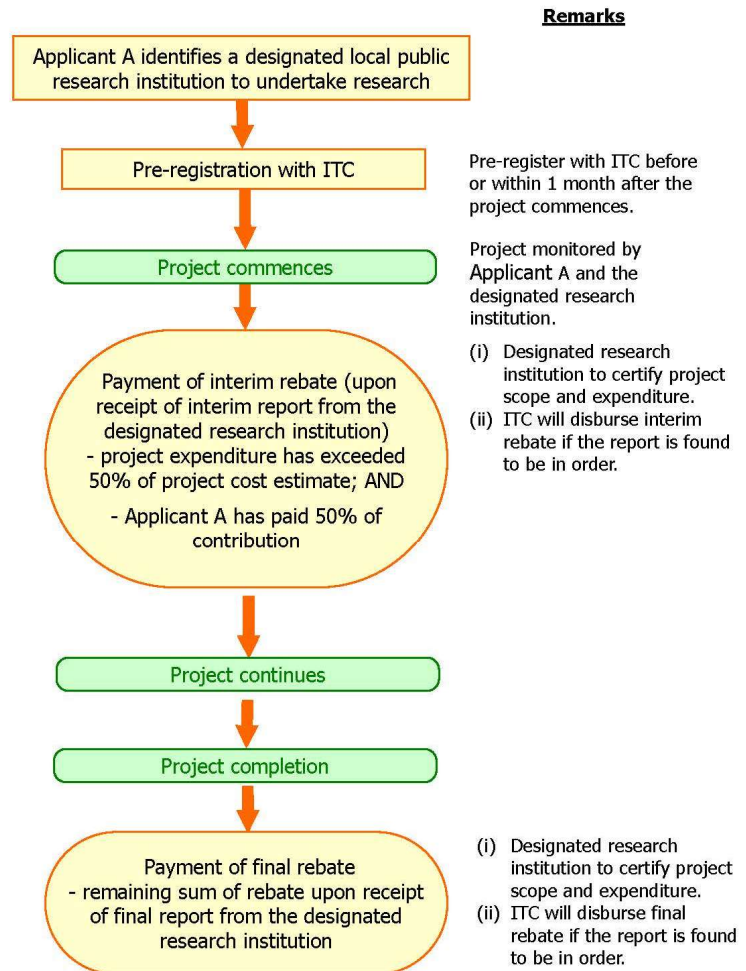 Remarks
Applicant A identifies a designated local public
research institution to undertake research
Pre-registration with ITC
Pre-register with ITC before
or within 1 month after the
project commences.
Project commences
Project monitored by
Applicant A and the
designated research
institution.
Payment of interim rebate (upon
receipt of interim report from the
designated research institution)
- project expenditure has exceeded
50% of project cost estimate; AND
- Applicant A has paid 50% of
contribution
(i) Designated research
institution to certify project
scope and expenditure.
(ii) ITC will disburse interim
rebate if the report is found
to be in order.
Project continues
Project completion
Payment of final rebate
- remaining sum of rebate upon receipt
of final report from the designated
research institution
(i) Designated research
institution to certify project
scope and expenditure.
(ii) ITC will disburse final
rebate if the report is found
to be in order.